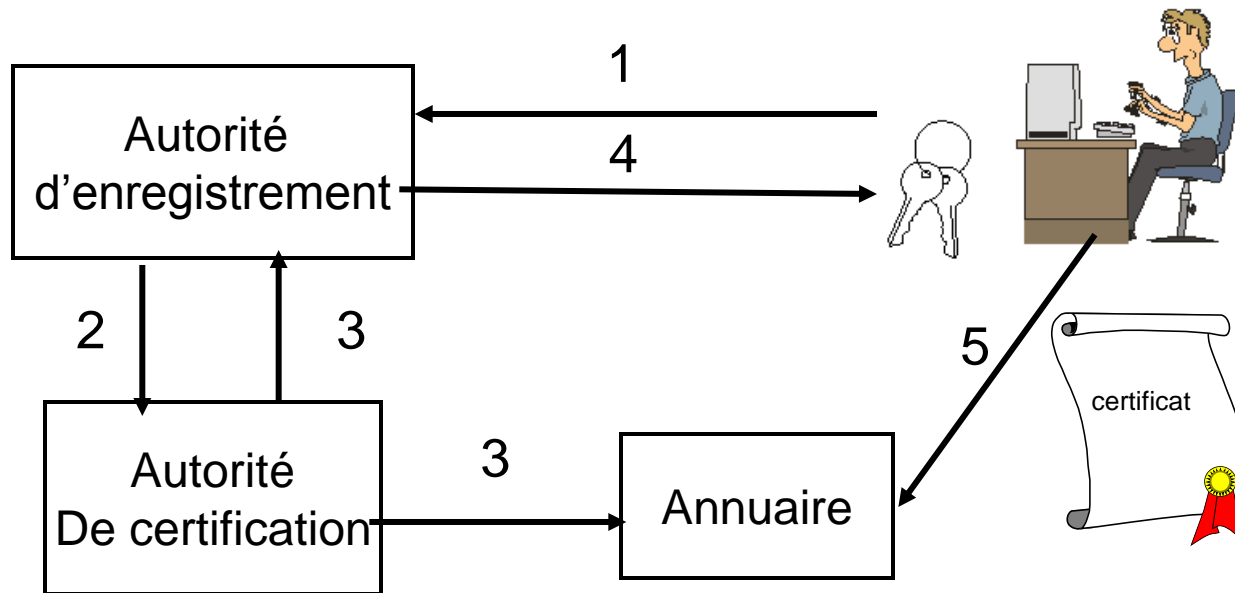 1
Autorité
d’enregistrement
4
2
3
5
certificat
Autorité
De certification
3
Annuaire